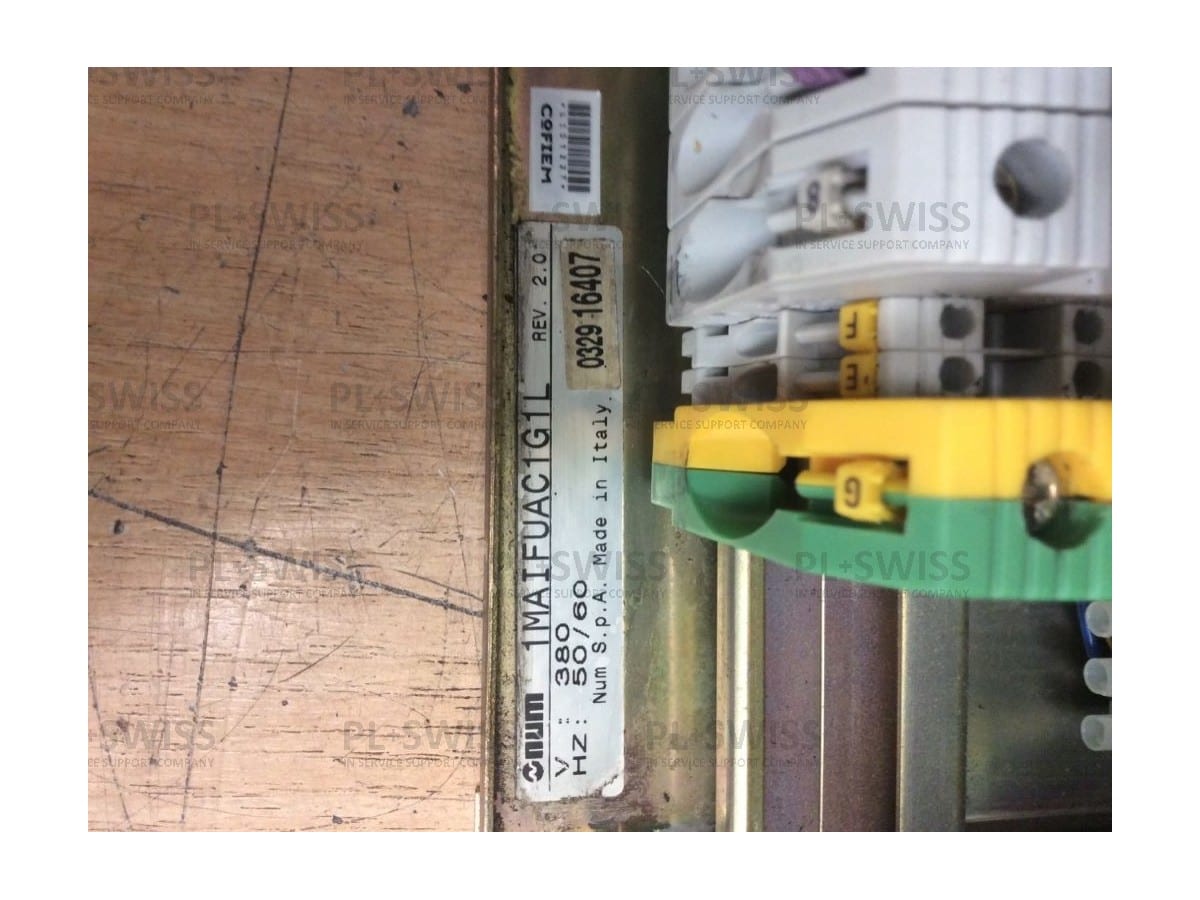 COFIEM
num 1MAIFUAC1G1L REV. 2.0
V: 380
HZ: 50/60
0329 16407
Num S.p.A. Made in Italy.
F
E
G
PL+SWISS
IN SERVICE SUPPORT COMPANY